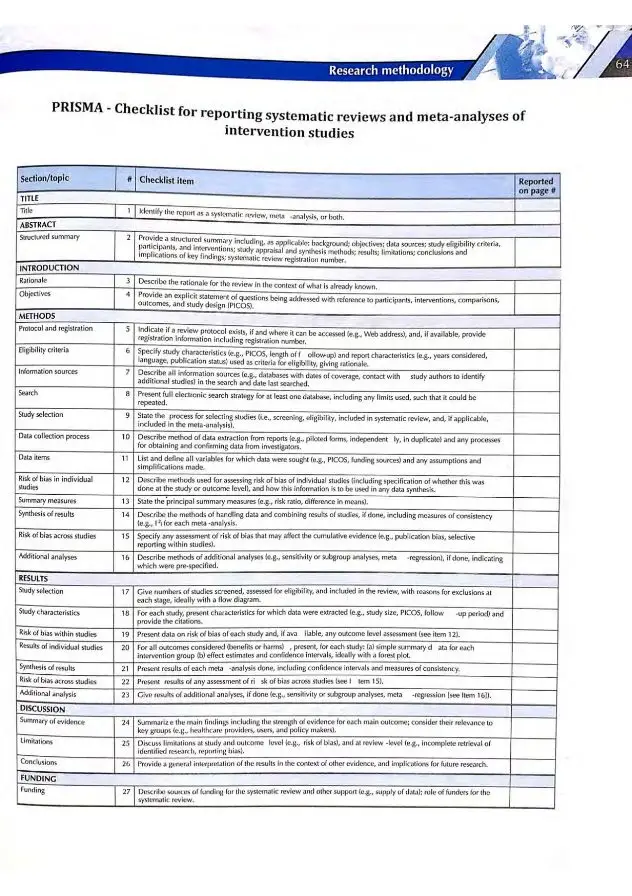 Research methodology
64
PRISMA - Checklist for reporting systematic reviews and meta-analyses of
intervention studies
Section/topic # Checklist item Reported
on page #
TITLE
Title 1 Identify the report as a systematic review, meta -analysis, or both.
ABSTRACT
Structured summary 2 Provide a structured summary including, as applicable: background; objectives; data sources; study eligibility criteria,
participants, and interventions; study appraisal and synthesis methods; results; limitations; conclusions and
implications of key findings; systematic review registration number.
INTRODUCTION
Rationale 3 Describe the rationale for the review in the context of what is already known.
Objectives 4 Provide an explicit statement of questions being addressed with reference to participants, interventions, comparisons,
outcomes, and study design (PICOS).
METHODS
Protocol and registration 5 Indicate if a review protocol exists, if and where it can be accessed (e.g., Web address), and, if available, provide
registration information including registration number.
Eligibility criteria 6 Specify study characteristics (e.g., PICOS, length of f ollow-up) and report characteristics (e.g., years considered,
language, publication status) used as criteria for eligibility, giving rationale.
Information sources 7 Describe all information sources (e.g., databases with dates of coverage, contact with study authors to identify
additional studies) in the search and date last searched.
Search 8 Present full electronic search strategy for at least one database, including any limits used, such that it could be
repeated.
Study selection 9 State the process for selecting studies (i.e., screening, eligibility, included in systematic review, and, if applicable,
included in the meta-analysis).
Data collection process 10 Describe method of data extraction from reports (e.g., piloted forms, independent ly, in duplicate) and any processes
for obtaining and confirming data from investigators.
Data items 11 List and define all variables for which data were sought (e.g., PICOS, funding sources) and any assumptions and
simplifications made.
Risk of bias in individual
studies 12 Describe methods used for assessing risk of bias of individual studies (including specification of whether this was
done at the study or outcome level), and how this information is to be used in any data synthesis.
Summary measures 13 State the principal summary measures (e.g., risk ratio, difference in means).
Synthesis of results 14 Describe the methods of handling data and combining results of studies, if done, including measures of consistency
(e.g., I²) for each meta -analysis.
Risk of bias across studies 15 Specify any assessment of risk of bias that may affect the cumulative evidence (e.g., publication bias, selective
reporting within studies).
Additional analyses 16 Describe methods of additional analyses (e.g., sensitivity or subgroup analyses, meta -regression), if done, indicating
which were pre-specified.
RESULTS
Study selection 17 Give numbers of studies screened, assessed for eligibility, and included in the review, with reasons for exclusions at
each stage, ideally with a flow diagram.
Study characteristics 18 For each study, present characteristics for which data were extracted (e.g., study size, PICOS, follow -up period) and
provide the citations.
Risk of bias within studies 19 Present data on risk of bias of each study and, if ava ilable, any outcome level assessment (see item 12).
Results of individual studies 20 For all outcomes considered (benefits or harms) , present, for each study: (a) simple summary d ata for each
intervention group (b) effect estimates and confidence intervals, ideally with a forest plot.
Synthesis of results 21 Present results of each meta -analysis done, including confidence intervals and measures of consistency.
Risk of bias across studies 22 Present results of any assessment of ri sk of bias across studies (see I tem 15).
Additional analysis 23 Give results of additional analyses, if done (e.g., sensitivity or subgroup analyses, meta -regression [see Item 16]).
DISCUSSION
Summary of evidence 24 Summarize the main findings including the strength of evidence for each main outcome; consider their relevance to
key groups (e.g., healthcare providers, users, and policy makers).
Limitations 25 Discuss limitations at study and outcome level (e.g., risk of bias), and at review -level (e.g., incomplete retrieval of
identified research, reporting bias).
Conclusions 26 Provide a general interpretation of the results in the context of other evidence, and implications for future research.
FUNDING
Funding 27 Describe sources of funding for the systematic review and other support (e.g., supply of data); role of funders for the
systematic review.